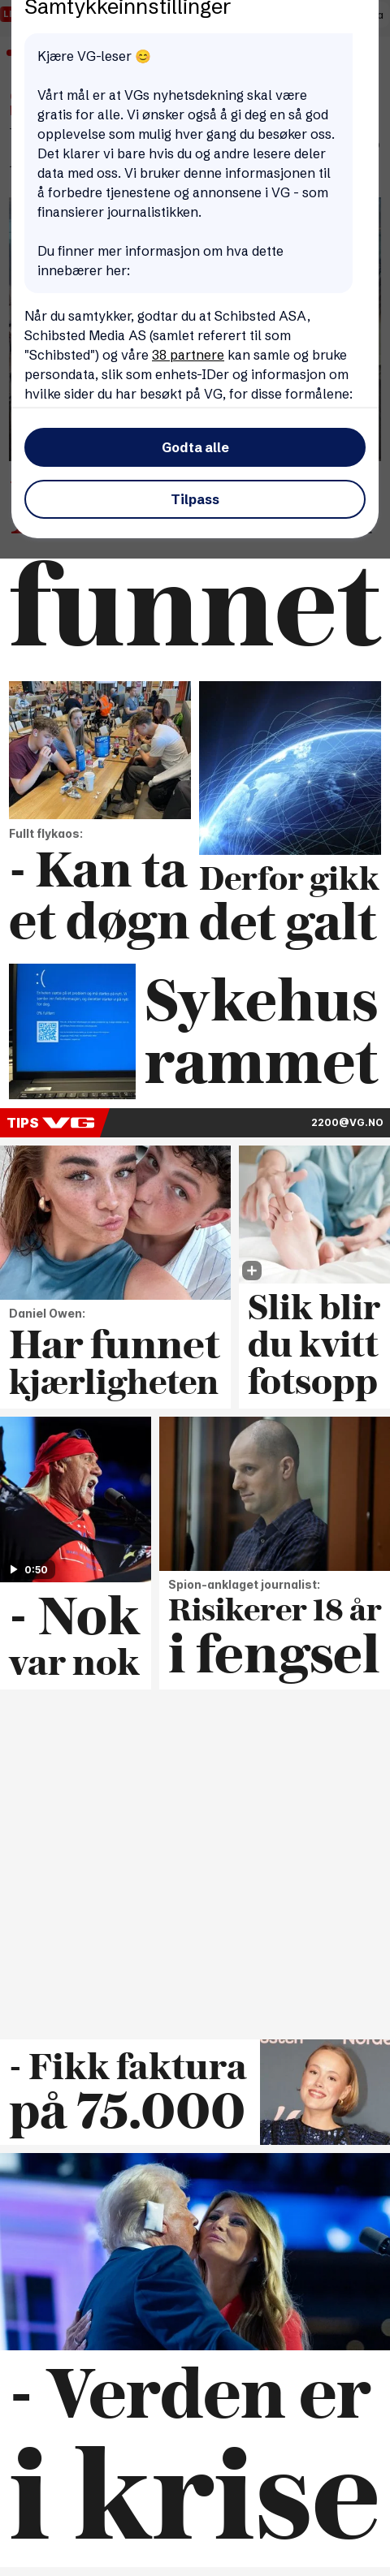 Samtykkeinnstillinger
Kjære VG-leser 😊
Vårt mål er at VGs nyhetsdekning skal være
gratis for alle. Vi ønsker også å gi deg en så god
opplevelse som mulig hver gang du besøker oss.
Det klarer vi bare hvis du og andre lesere deler
data med oss. Vi bruker denne informasjonen til
å forbedre tjenestene og annonsene i VG - som
finansierer journalistikken.
Du finner mer informasjon om hva dette
innebærer her:
Når du samtykker, godtar du at Schibsted ASA,
Schibsted Media AS (samlet referert til som
"Schibsted") og våre 38 partnere kan samle og bruke
persondata, slik som enhets-IDer og informasjon om
hvilke sider du har besøkt på VG, for disse formålene:
Godta alle
Tilpass
funnet
Fullt flykaos:
- Kan ta
et døgn
Derfor gikk
det galt
Sykehus
rammet
TIPS VG
2200@VG.NO
Daniel Owen:
Har funnet
kjærligheten
Slik blir
du kvitt
fotsopp
0:50
- Nok
var nok
Spion-anklaget journalist:
Risikerer 18 år
i fengsel
- Fikk faktura
på 75.000
- Verden er
i krise